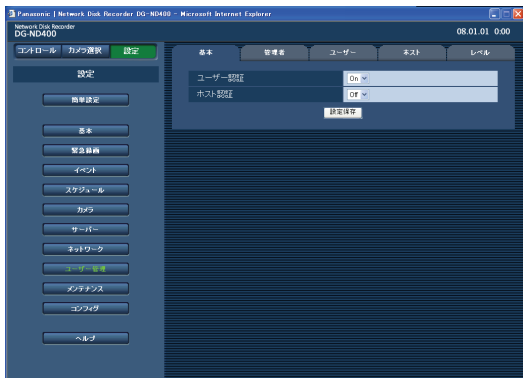 Panasonic | Network Disk Recorder DG-ND400 - Microsoft Internet Explorer
Network Disk Recorder
DG-ND400
08.01.01 0:00
コントロール カメラ選択 設定
基本 管理者 ユーザー ホスト レベル
設定
ユーザー認証 On
ホスト認証 Off
設定保存
簡単設定
基本
緊急録画
イベント
スケジュール
カメラ
サーバー
ネットワーク
ユーザー管理
メンテナンス
コンフィグ
ヘルプ